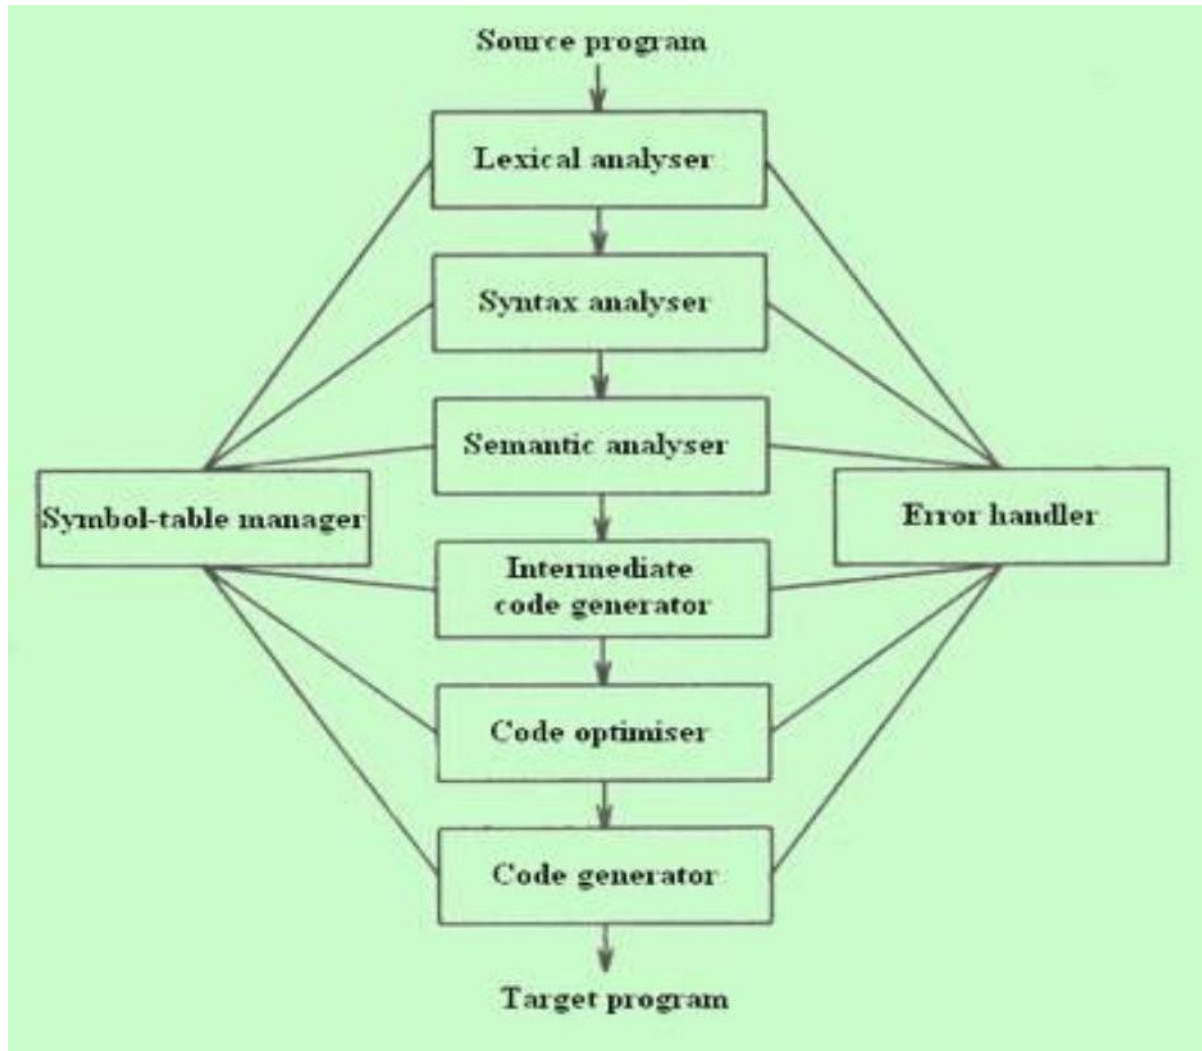 Source program
Lexical analyser
Syntax analyser
Semantic analyser
Symbol-table manager
Error handler
Intermediate
code generator
Code optimiser
Code generator
Target program